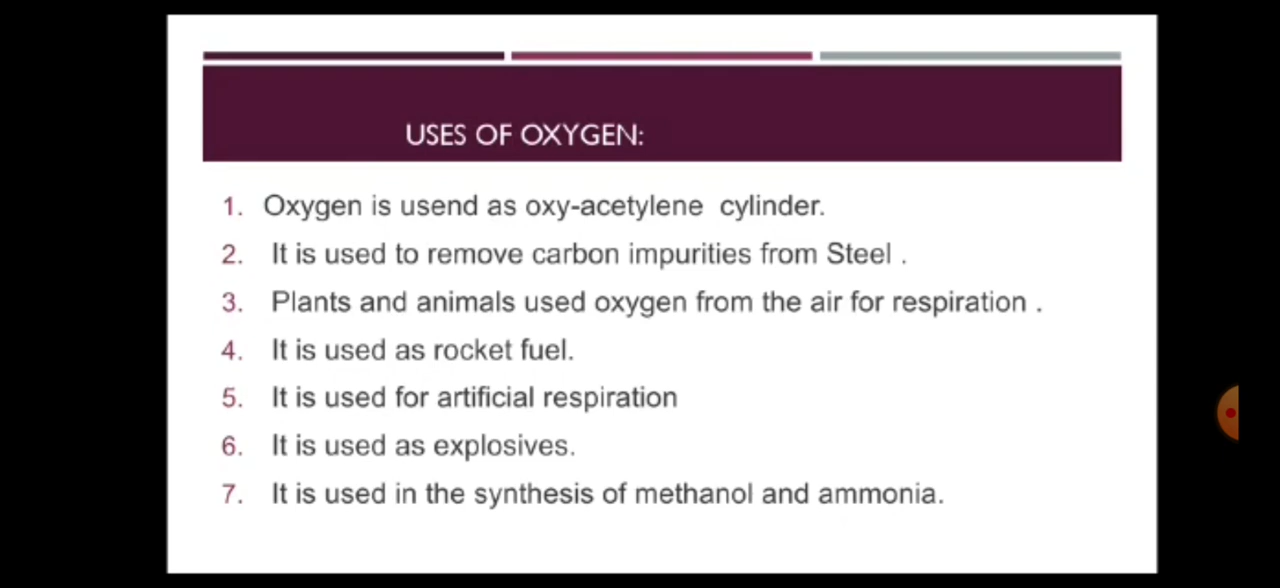 USES OF OXYGEN:
1. Oxygen is usend as oxy-acetylene cylinder.
2. It is used to remove carbon impurities from Steel .
3. Plants and animals used oxygen from the air for respiration .
4. It is used as rocket fuel.
5. It is used for artificial respiration
6. It is used as explosives.
7. It is used in the synthesis of methanol and ammonia.